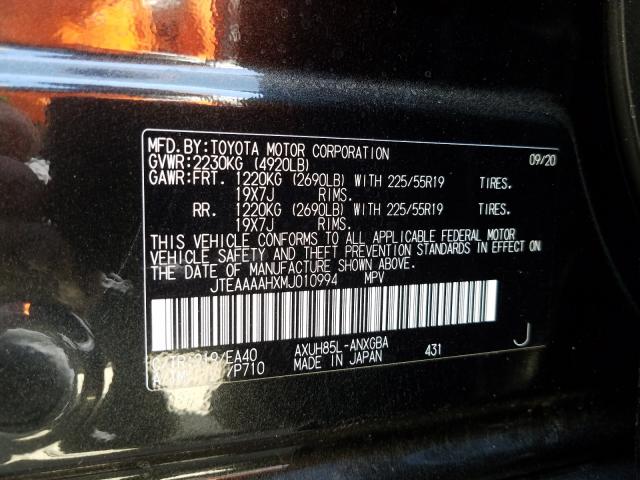 MFD.BY:TOYOTA MOTOR CORPORATION 09/20
GVWR:2230KG (4920LB)
GAWR:FRT. 1220KG (2690LB) WITH 225/55R19 TIRES.
19X7J RIMS.
RR. 1220KG (2690LB) WITH 225/55R19 TIRES.
19X7J RIMS.
THIS VEHICLE CONFORMS TO ALL APPLICABLE FEDERAL MOTOR
VEHICLE SAFETY AND THEFT PREVENTION STANDARDS IN EFFECT ON
THE DATE OF MANUFACTURE SHOWN ABOVE.
JTEAAAAHXMJ010994 MPV
C/TR:219/EA40 AXUH85L-ANXGBA 431 J
/P710 MADE IN JAPAN